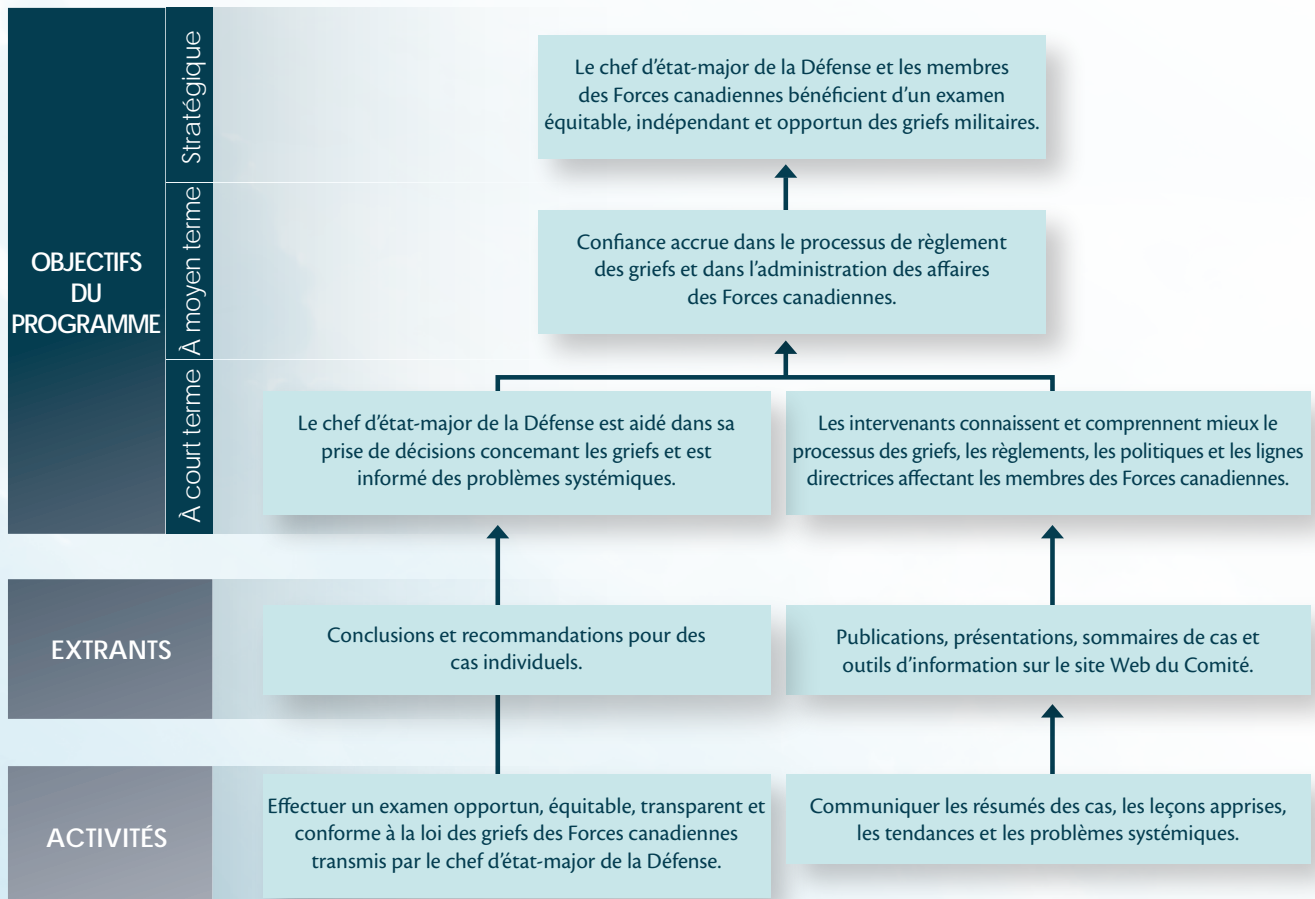 Stratégique
Le chef d'état-major de la Défense et les membres
des Forces canadiennes bénéficient d'un examen
équitable, indépendant et opportun des griefs militaires.
OBJECTIFS
DU
PROGRAMME
À moyen terme
Confiance accrue dans le processus de règlement
des griefs et dans l'administration des affaires
des Forces canadiennes.
À court terme
Le chef d'état-major de la Défense est aidé dans sa
prise de décisions concemant les griefs et est
informé des problèmes systémiques.
Les intervenants connaissent et comprennent mieux le
processus des griefs, les règlements, les politiques et les lignes
directrices affectant les membres des Forces canadiennes.
EXTRANTS
Conclusions et recommandations pour des
cas individuels.
Publications, présentations, sommaires de cas et
outils d'information sur le site Web du Comité.
ACTIVITÉS
Effectuer un examen opportun, équitable, transparent et
conforme à la loi des griefs des Forces canadiennes
transmis par le chef d'état-major de la Défense.
Communiquer les résumés des cas, les leçons apprises,
les tendances et les problèmes systémiques.